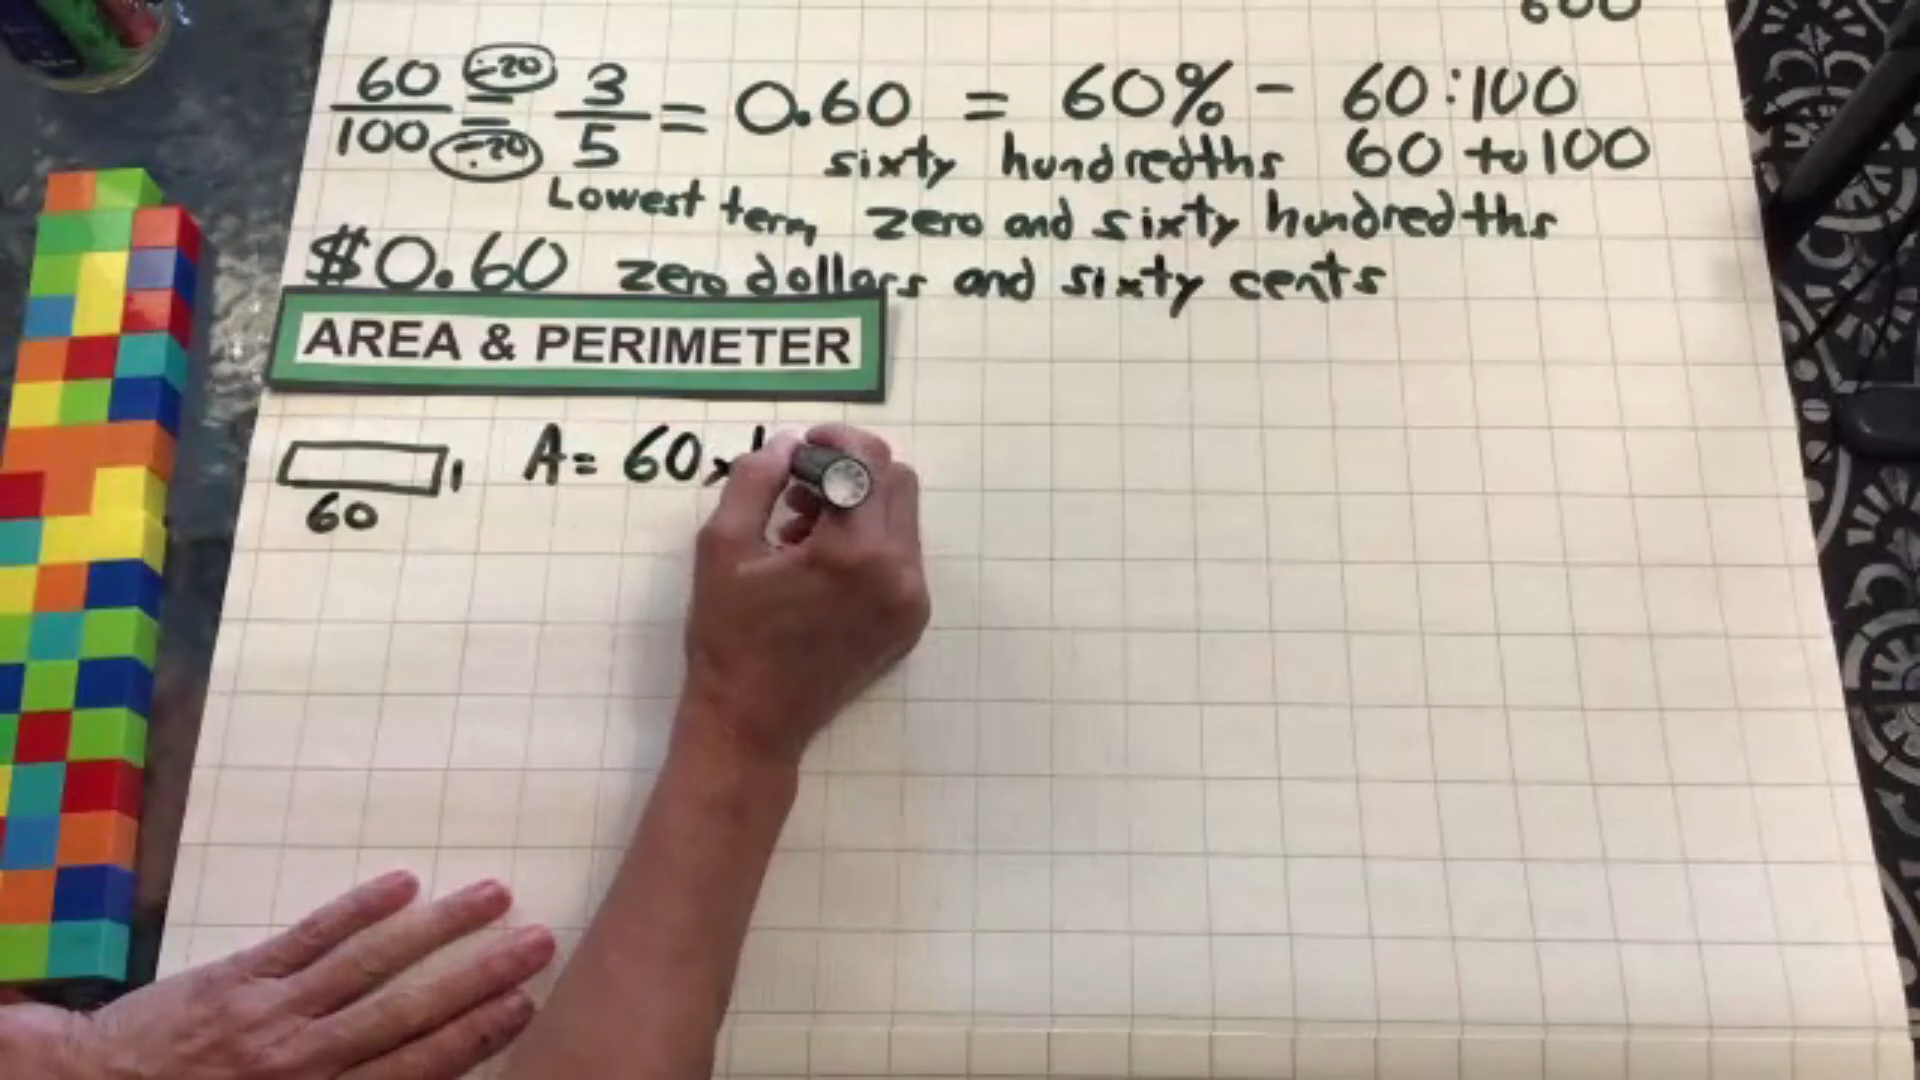 600
60/100 ÷20 = ÷20 3/5 = 0.60 = 60% - 60:100
sixty hundredths 60 to 100
Lowest term zero and sixty hundredths
$0.60 zero dollars and sixty cents
AREA & PERIMETER
1 A = 60 x
60